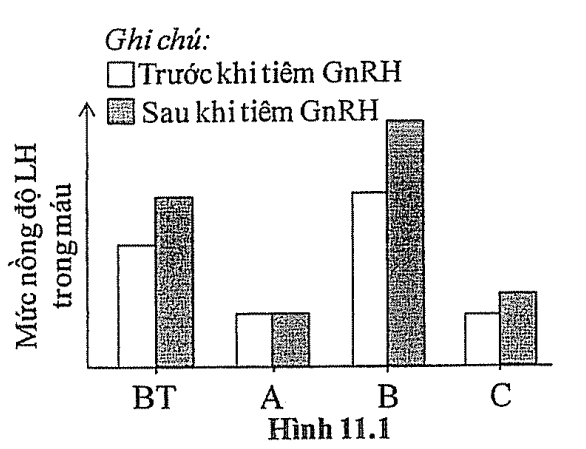 Ghi chú:
Trước khi tiêm GnRH
Sau khi tiêm GnRH
Mức nồng độ LH
trong máu
BT A B C
Hình 11.1